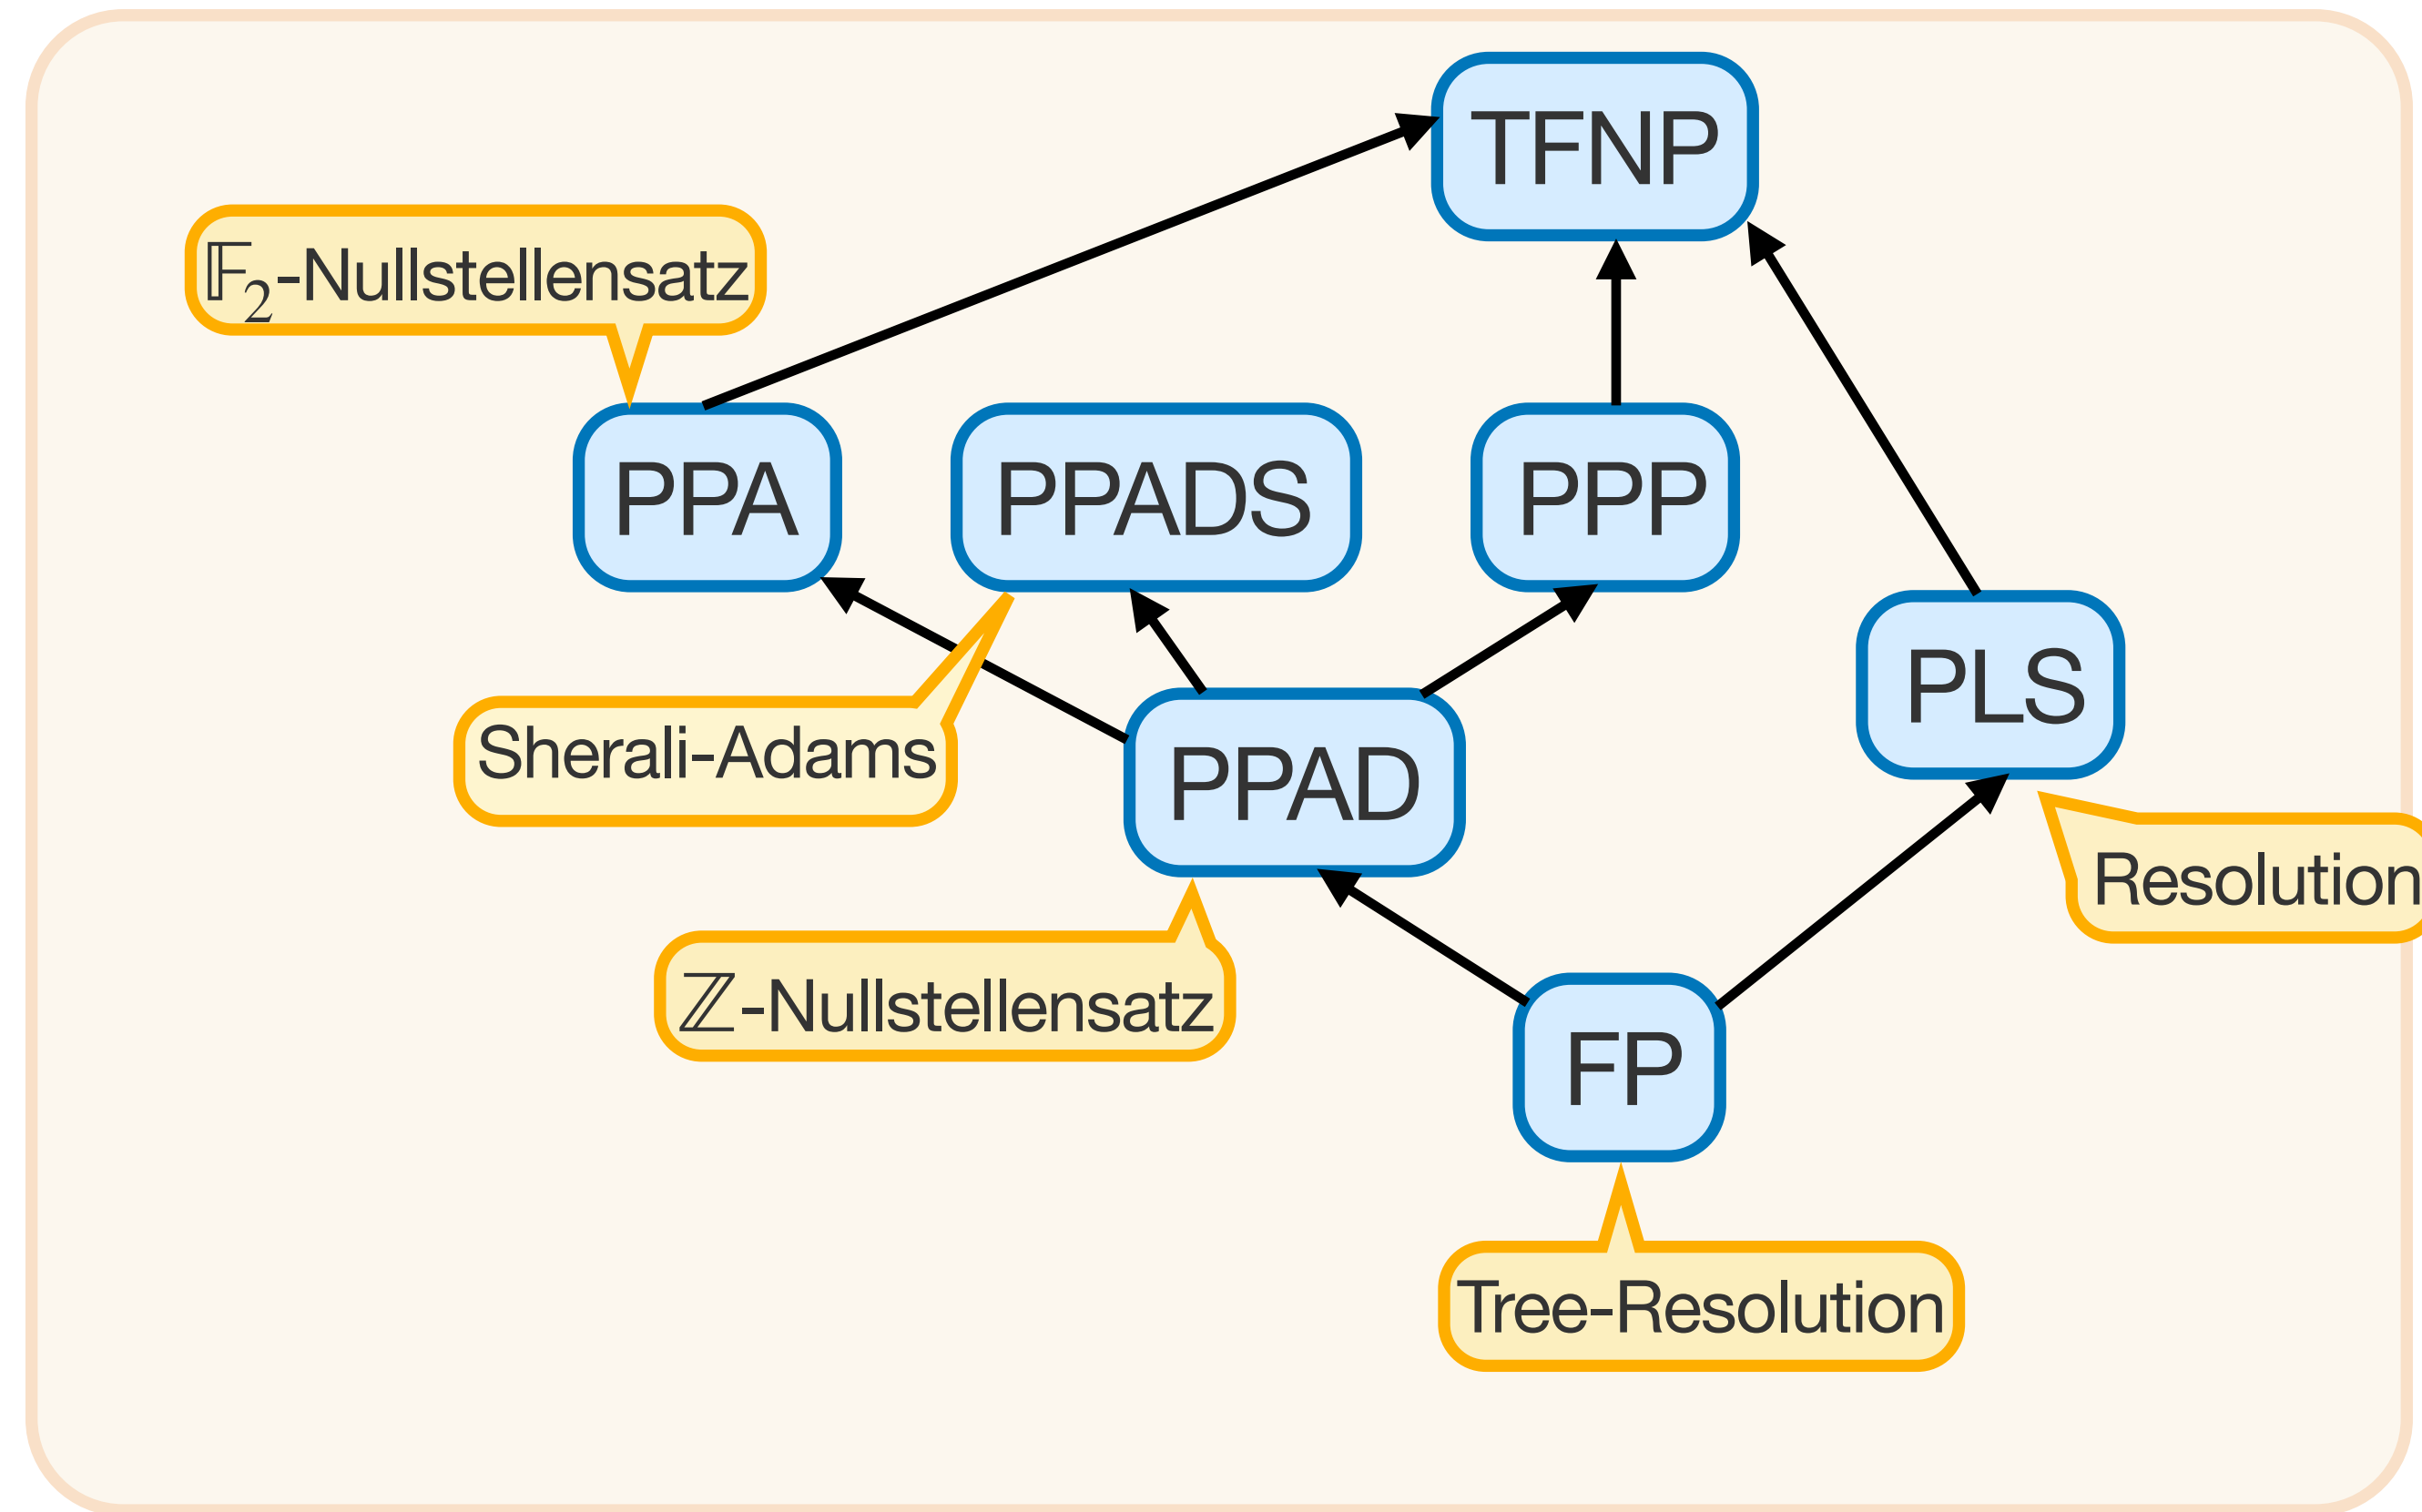 TFNP
𝔽₂-Nullstellensatz
PPA
PPADS
PPP
PLS
Sherali-Adams
PPAD
Resolution
ℤ-Nullstellensatz
FP
Tree-Resolution